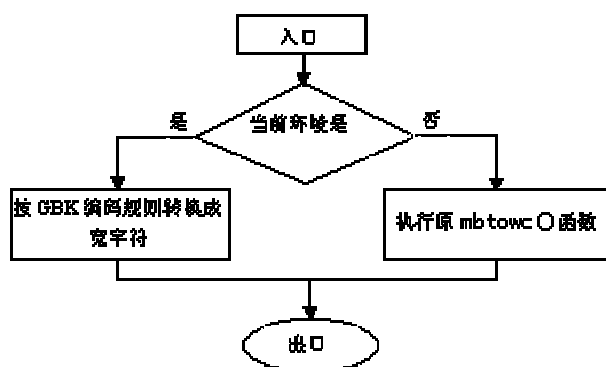 入口
当前环境是
是
否
按 GBK 编码规则转换成
宽字符
执行原 mbtowc()函数
出口